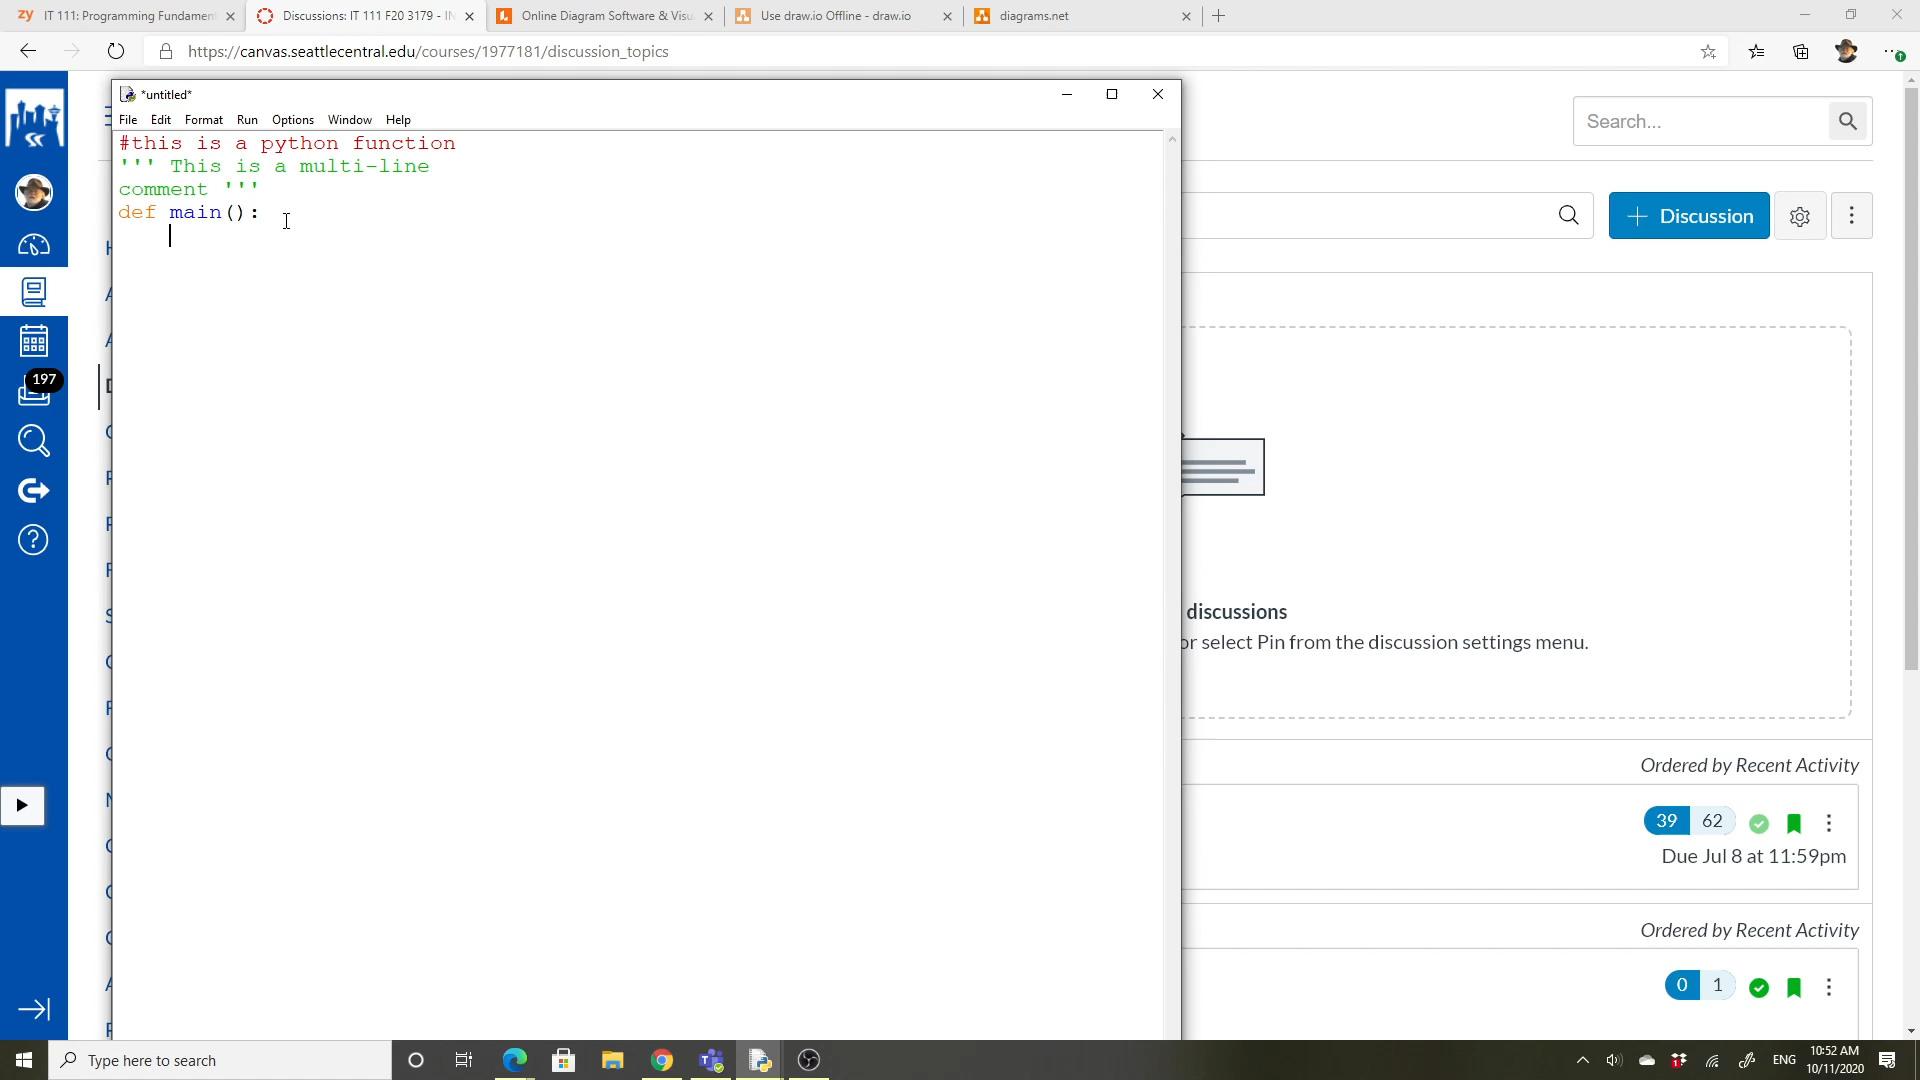 IT 111: Programming Fundament
Discussions: IT 111 F20 3179 - IN
Online Diagram Software & Visu
Use draw.io Offline - draw.io
diagrams.net
https://canvas.seattlecentral.edu/courses/1977181/discussion_topics
*untitled*
File Edit Format Run Options Window Help
#this is a python function
''' This is a multi-line
comment '''
def main():
Search...
Discussion
197
discussions
or select Pin from the discussion settings menu.
Ordered by Recent Activity
39 62
Due Jul 8 at 11:59pm
Ordered by Recent Activity
0 1
Type here to search
ENG
10:52 AM
10/11/2020